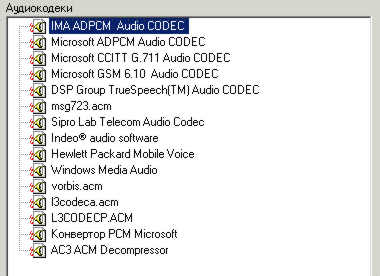 Аудиокодеки
IMA ADPCM Audio CODEC
Microsoft ADPCM Audio CODEC
Microsoft CCITT G.711 Audio CODEC
Microsoft GSM 6.10 Audio CODEC
DSP Group TrueSpeech(TM) Audio CODEC
msg723.acm
Sipro Lab Telecom Audio Codec
Indeo® audio software
Hewlett Packard Mobile Voice
Windows Media Audio
vorbis.acm
l3codeca.acm
L3CODECP.ACM
Конвертор PCM Microsoft
AC3 ACM Decompressor